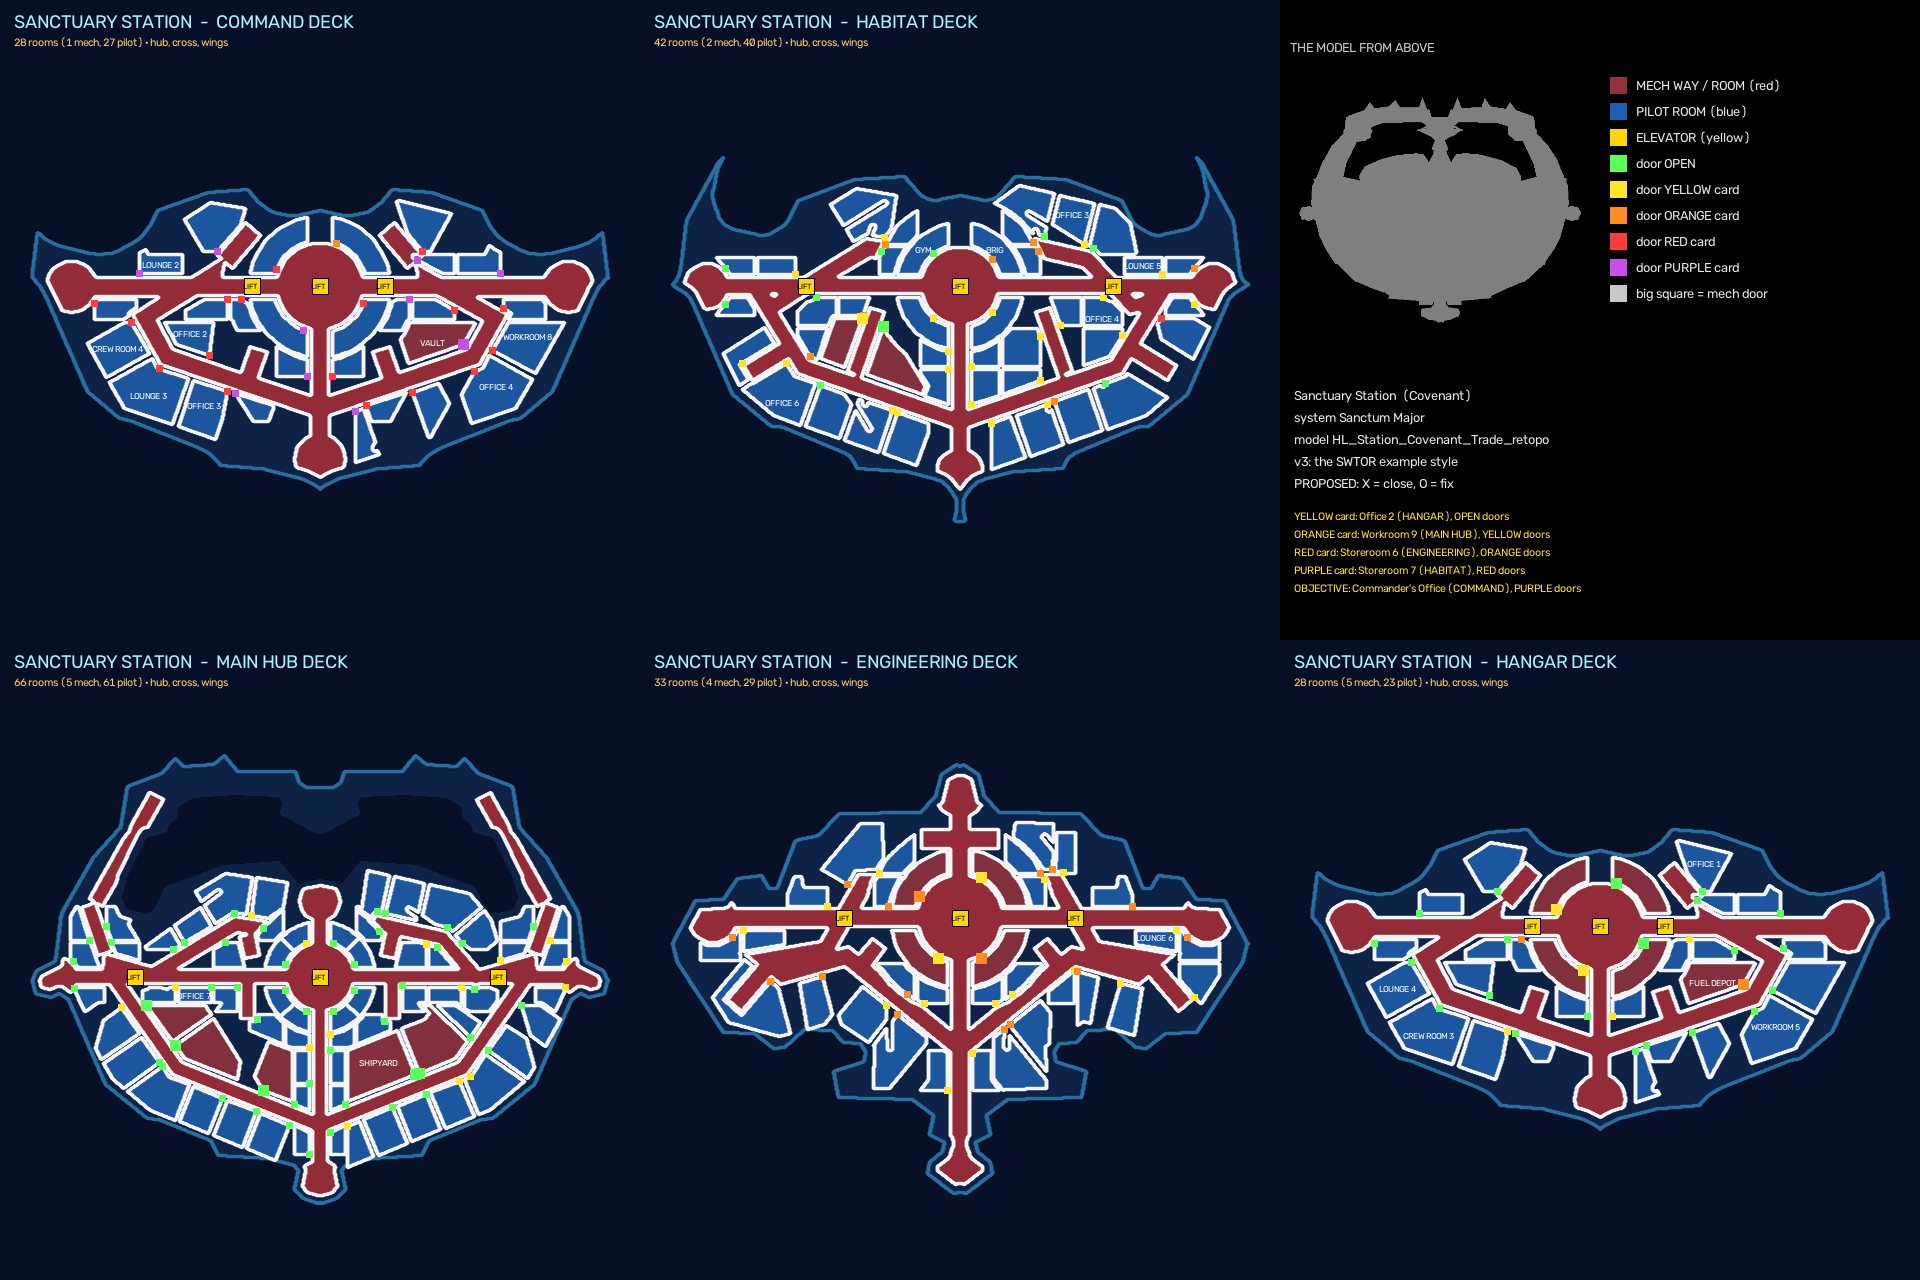 SANCTUARY STATION - COMMAND DECK
28 rooms (1 mech, 27 pilot) • hub, cross, wings
LOUNGE 2
LIFT
LIFT
LIFT
OFFICE 2
CREW ROOM 4
VAULT
WORKROOM 8
LOUNGE 3
OFFICE 3
OFFICE 4
SANCTUARY STATION - HABITAT DECK
42 rooms (2 mech, 40 pilot) • hub, cross, wings
OFFICE 3
GYM
BRIG
LOUNGE 5
LIFT
LIFT
LIFT
OFFICE 4
OFFICE 6
THE MODEL FROM ABOVE
MECH WAY / ROOM (red)
PILOT ROOM (blue)
ELEVATOR (yellow)
door OPEN
door YELLOW card
door ORANGE card
door RED card
door PURPLE card
big square = mech door
Sanctuary Station (Covenant)
system Sanctum Major
model HL_Station_Covenant_Trade_retopo
v3: the SWTOR example style
PROPOSED: X = close, O = fix
YELLOW card: Office 2 (HANGAR), OPEN doors
ORANGE card: Workroom 9 (MAIN HUB), YELLOW doors
RED card: Storeroom 6 (ENGINEERING), ORANGE doors
PURPLE card: Storeroom 7 (HABITAT), RED doors
OBJECTIVE: Commander's Office (COMMAND), PURPLE doors
SANCTUARY STATION - MAIN HUB DECK
66 rooms (5 mech, 61 pilot) • hub, cross, wings
LIFT
LIFT
LIFT
OFFICE 7
SHIPYARD
SANCTUARY STATION - ENGINEERING DECK
33 rooms (4 mech, 29 pilot) • hub, cross, wings
LIFT
LIFT
LIFT
LOUNGE 6
SANCTUARY STATION - HANGAR DECK
28 rooms (5 mech, 23 pilot) • hub, cross, wings
OFFICE 1
LIFT
LIFT
LIFT
LOUNGE 4
FUEL DEPOT
CREW ROOM 3
WORKROOM 5